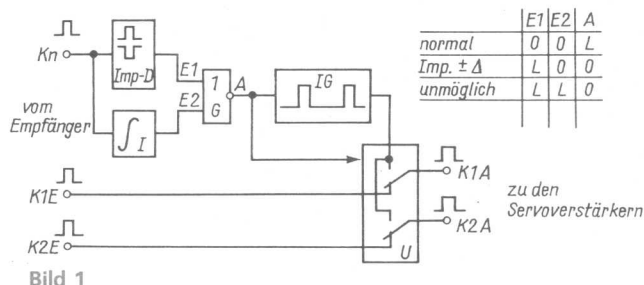 Kn
Imp-D
E1
E2
1
G
A
IG
vom
Empfänger
∫ I
K1E
K2E
U
K1A
K2A
zu den
Servoverstärkern
E1 E2 A
normal 0 0 L
Imp. ± Δ L 0 0
unmöglich L L 0
Bild 1